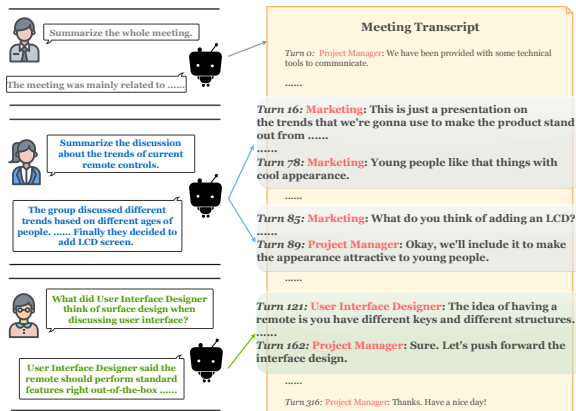 Summarize the whole meeting.
The meeting was mainly related to ......
Summarize the discussion
about the trends of current
remote controls.
The group discussed different
trends based on different ages of
people. ...... Finally they decided to
add LCD screen.
What did User Interface Designer
think of surface design when
discussing user interface?
User Interface Designer said the
remote should perform standard
features right out-of-the-box ......
Meeting Transcript
Turn 0: Project Manager: We have been provided with some technical
tools to communicate.
......
Turn 16: Marketing: This is just a presentation on
the trends that we're gonna use to make the product stand
out from ......
......
Turn 78: Marketing: Young people like that things with
cool appearance.
......
Turn 85: Marketing: What do you think of adding an LCD?
......
Turn 89: Project Manager: Okay, we'll include it to make
the appearance attractive to young people.
......
Turn 121: User Interface Designer: The idea of having a
remote is you have different keys and different structures.
......
Turn 162: Project Manager: Sure. Let's push forward the
interface design.
......
Turn 316: Project Manager: Thanks. Have a nice day!